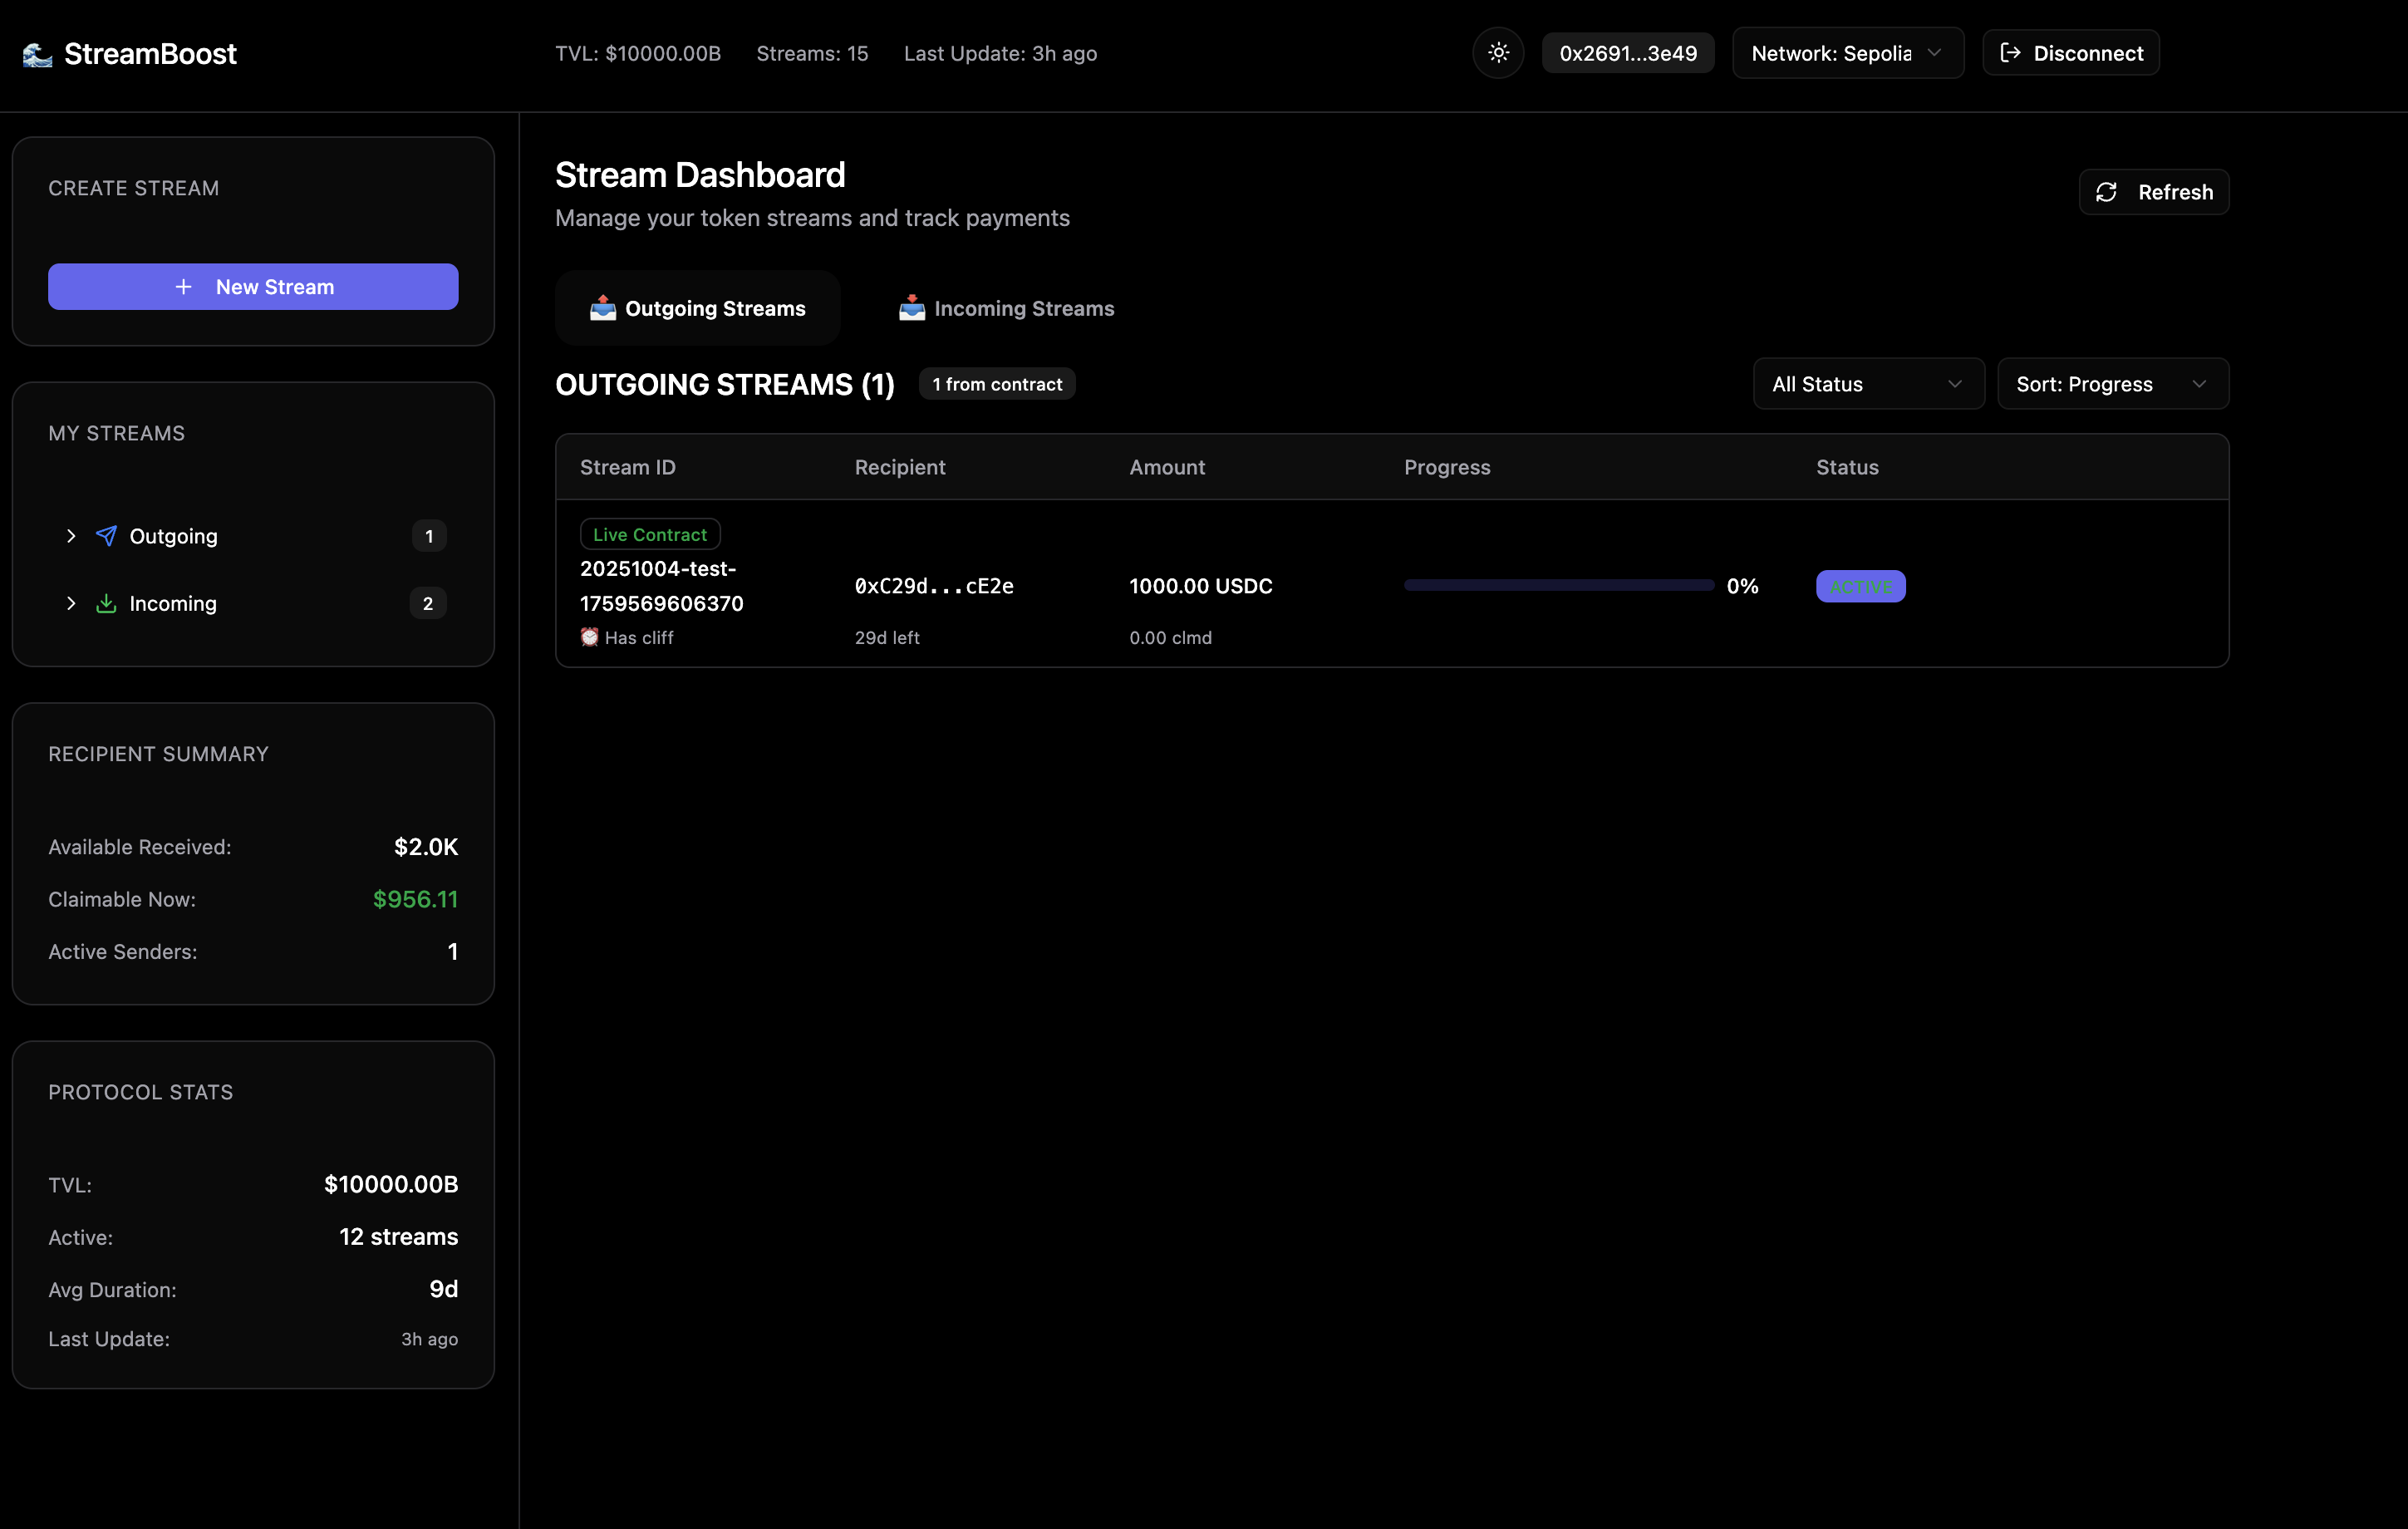 StreamBoost
TVL: $10000.00B Streams: 15 Last Update: 3h ago
0x2691...3e49
Network: Sepolia
Disconnect
CREATE STREAM
+ New Stream
MY STREAMS
Outgoing 1
Incoming 2
RECIPIENT SUMMARY
Available Received: $2.0K
Claimable Now: $956.11
Active Senders: 1
PROTOCOL STATS
TVL: $10000.00B
Active: 12 streams
Avg Duration: 9d
Last Update: 3h ago
Stream Dashboard
Manage your token streams and track payments
Refresh
Outgoing Streams
Incoming Streams
OUTGOING STREAMS (1) 1 from contract
All Status
Sort: Progress
Stream ID Recipient Amount Progress Status
Live Contract
20251004-test-
1759569606370
0xC29d...cE2e 1000.00 USDC 0% ACTIVE
Has cliff 29d left 0.00 clmd